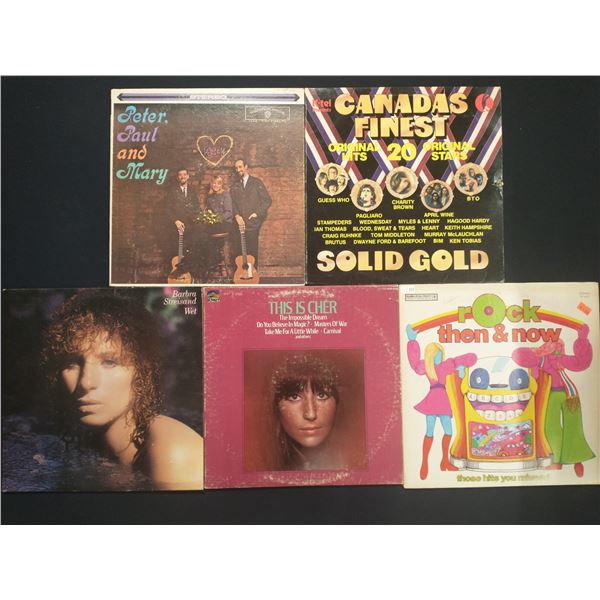 STEREO
Peter,
Paul
and
Mary
CANADAS
FINEST
ORIGINAL HITS 20 ORIGINAL STARS
GUESS WHO
PAGLIARO
CHARITY BROWN
APRIL WINE
BTO
STAMPEDERS WEDNESDAY MYLES & LENNY HAGOOD HARDY
IAN THOMAS BLOOD, SWEAT & TEARS HEART KEITH HAMPSHIRE
CRAIG RUHNKE TOM MIDDLETON MURRAY McLAUCHLAN
BRUTUS DWAYNE FORD & BAREFOOT BIM KEN TOBIAS
SOLID GOLD
Barbra
Streisand
Wet
THIS IS CHER
The Impossible Dream
Do You Believe In Magic? · Masters Of War
Take Me For A Little While · Carnival
and others
rOck
then & now
those hits you missed